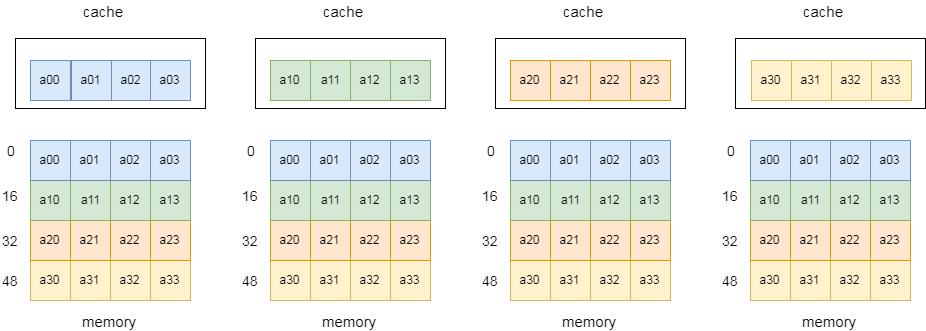 cache cache cache cache
a00 a01 a02 a03 a10 a11 a12 a13 a20 a21 a22 a23 a30 a31 a32 a33
0 a00 a01 a02 a03 0 a00 a01 a02 a03 0 a00 a01 a02 a03 0 a00 a01 a02 a03
16 a10 a11 a12 a13 16 a10 a11 a12 a13 16 a10 a11 a12 a13 16 a10 a11 a12 a13
32 a20 a21 a22 a23 32 a20 a21 a22 a23 32 a20 a21 a22 a23 32 a20 a21 a22 a23
48 a30 a31 a32 a33 48 a30 a31 a32 a33 48 a30 a31 a32 a33 48 a30 a31 a32 a33
memory memory memory memory